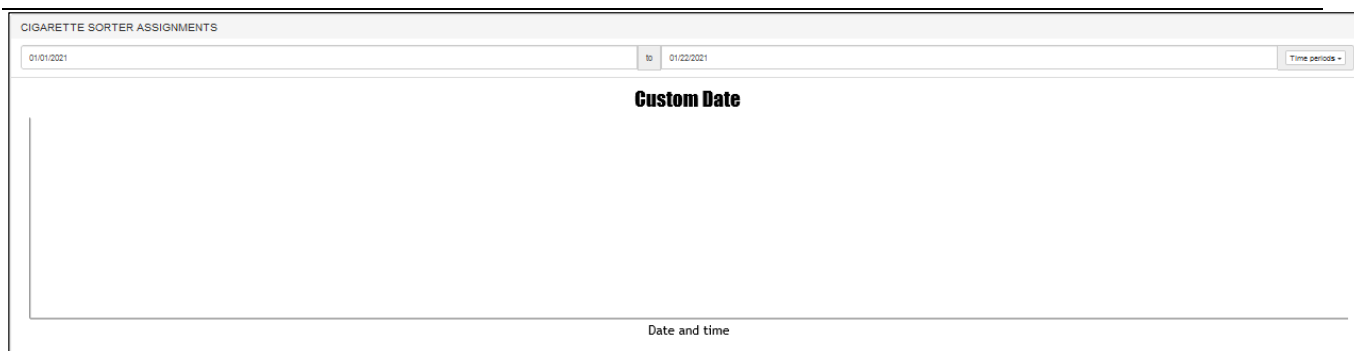 CIGARETTE SORTER ASSIGNMENTS
01/01/2021 to 01/22/2021 Time periods
Custom Date
Date and time